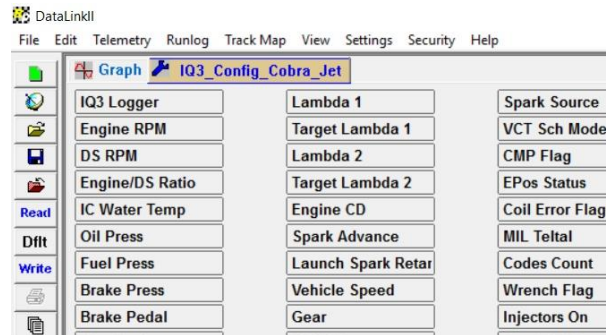 DataLinkII
File Edit Telemetry Runlog Track Map View Settings Security Help
Graph IQ3_Config_Cobra_Jet
IQ3 Logger Lambda 1 Spark Source
Engine RPM Target Lambda 1 VCT Sch Mode
DS RPM Lambda 2 CMP Flag
Engine/DS Ratio Target Lambda 2 EPos Status
Read IC Water Temp Engine CD Coil Error Flag
Dflt Oil Press Spark Advance MIL Teltal
Write Fuel Press Launch Spark Retar Codes Count
Brake Press Vehicle Speed Wrench Flag
Brake Pedal Gear Injectors On